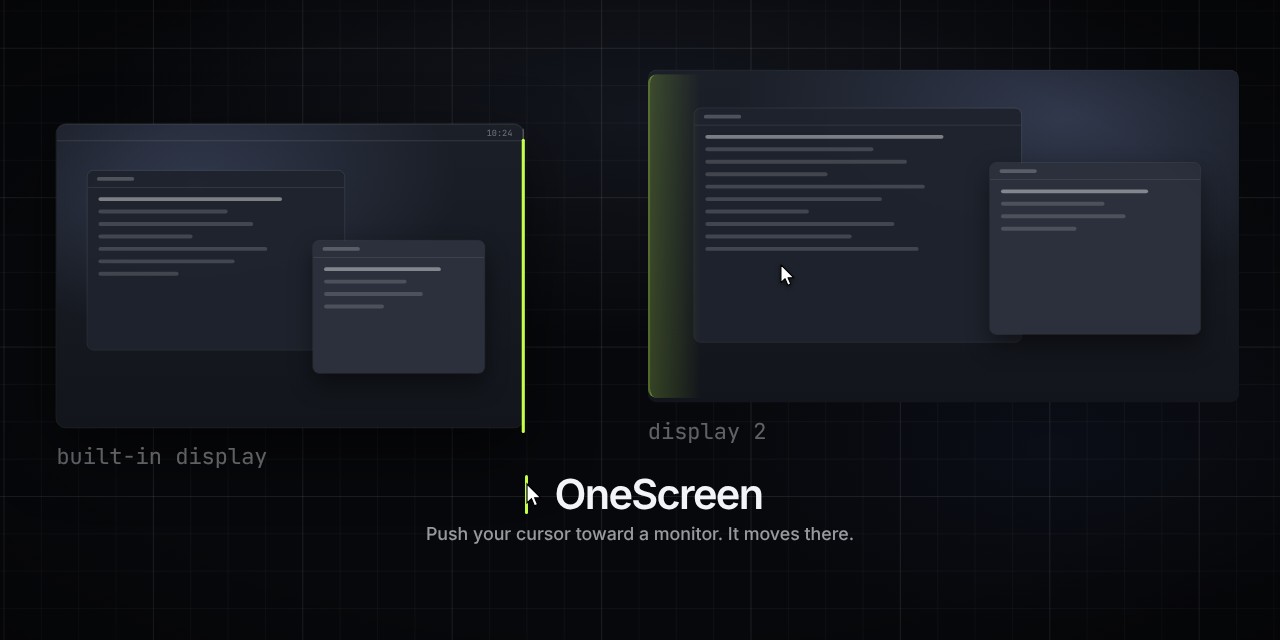 10:24
built-in display
display 2
OneScreen
Push your cursor toward a monitor. It moves there.